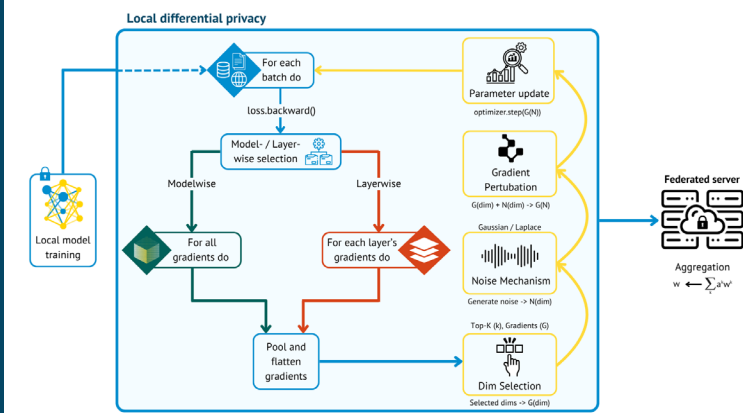 Local differential privacy
For each
batch do
loss.backward()
Model- / Layer-
wise selection
Modelwise
Layerwise
For all
gradients do
For each layer's
gradients do
Pool and
flatten
gradients
Local model
training
Parameter update
optimizer.step(G(N))
Gradient
Pertubation
G(dim) + N(dim) -> G(N)
Gaussian / Laplace
Noise Mechanism
Generate noise -> N(dim)
Top-K (k), Gradients (G)
Dim Selection
Selected dims -> G(dim)
Federated server
Aggregation
w ⟵ ∑ₖ aᵏwᵏ